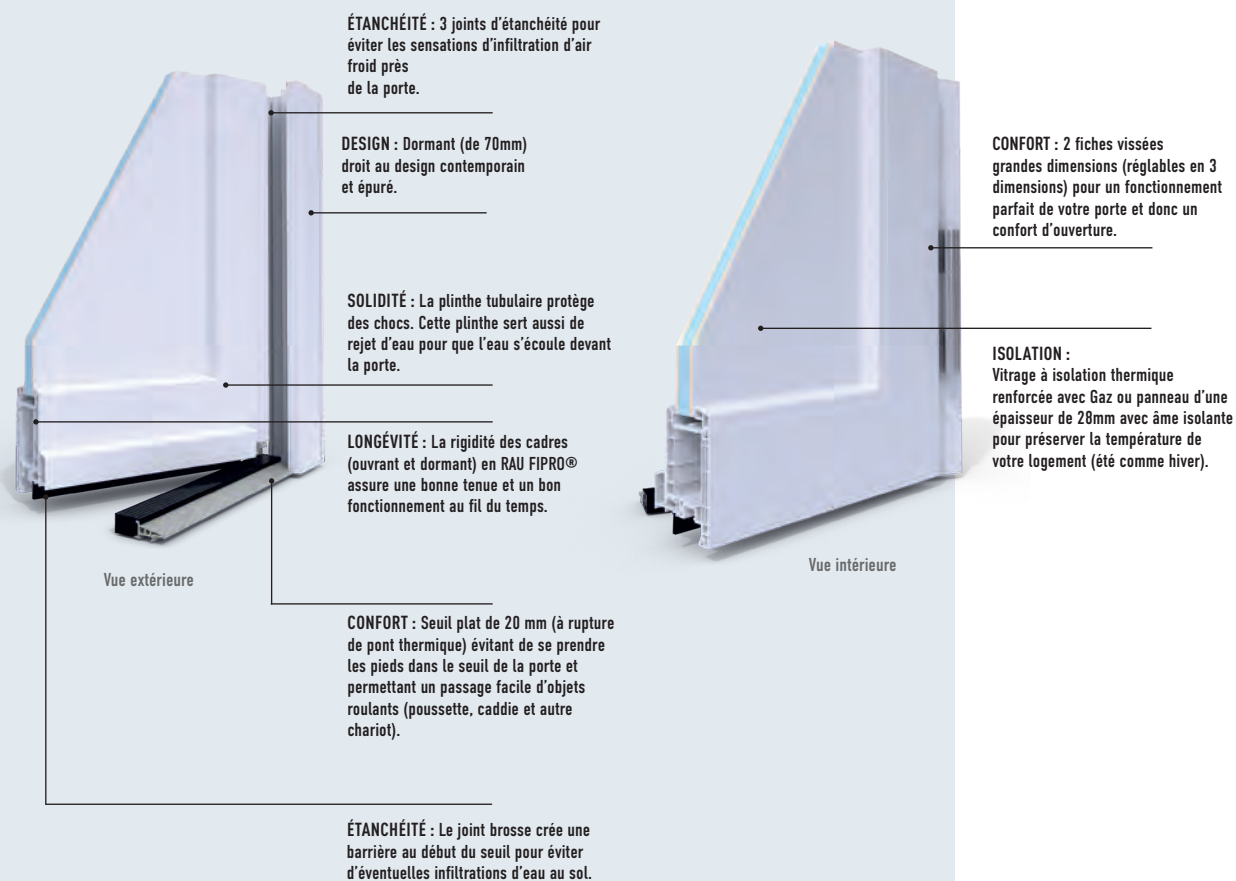 ÉTANCHÉITÉ : 3 joints d'étanchéité pour
éviter les sensations d'infiltration d'air
froid près
de la porte.
DESIGN : Dormant (de 70mm)
droit au design contemporain
et épuré.
SOLIDITÉ : La plinthe tubulaire protège
des chocs. Cette plinthe sert aussi de
rejet d'eau pour que l'eau s'écoule devant
la porte.
LONGÉVITÉ : La rigidité des cadres
(ouvrant et dormant) en RAU FIPRO®
assure une bonne tenue et un bon
fonctionnement au fil du temps.
Vue extérieure
CONFORT : Seuil plat de 20 mm (à rupture
de pont thermique) évitant de se prendre
les pieds dans le seuil de la porte et
permettant un passage facile d'objets
roulants (poussette, caddie et autre
chariot).
ÉTANCHÉITÉ : Le joint brosse crée une
barrière au début du seuil pour éviter
d'éventuelles infiltrations d'eau au sol.
CONFORT : 2 fiches vissées
grandes dimensions (réglables en 3
dimensions) pour un fonctionnement
parfait de votre porte et donc un
confort d'ouverture.
ISOLATION :
Vitrage à isolation thermique
renforcée avec Gaz ou panneau d'une
épaisseur de 28mm avec âme isolante
pour préserver la température de
votre logement (été comme hiver).
Vue intérieure